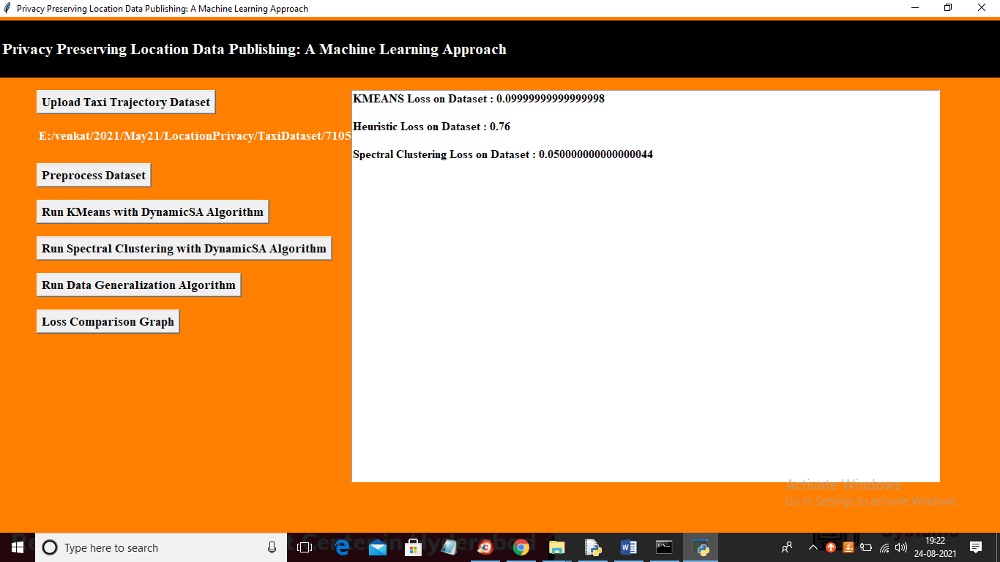 Privacy Preserving Location Data Publishing: A Machine Learning Approach
Privacy Preserving Location Data Publishing: A Machine Learning Approach
Upload Taxi Trajectory Dataset
E:/venkat/2021/May21/LocationPrivacy/TaxiDataset/7105
Preprocess Dataset
Run KMeans with DynamicSA Algorithm
Run Spectral Clustering with DynamicSA Algorithm
Run Data Generalization Algorithm
Loss Comparison Graph
KMEANS Loss on Dataset : 0.09999999999999998
Heuristic Loss on Dataset : 0.76
Spectral Clustering Loss on Dataset : 0.050000000000000044
Activate Windows
Go to Settings to activate Windows.
Type here to search
t Center in Hyderabad
Systems
19:22
24-08-2021